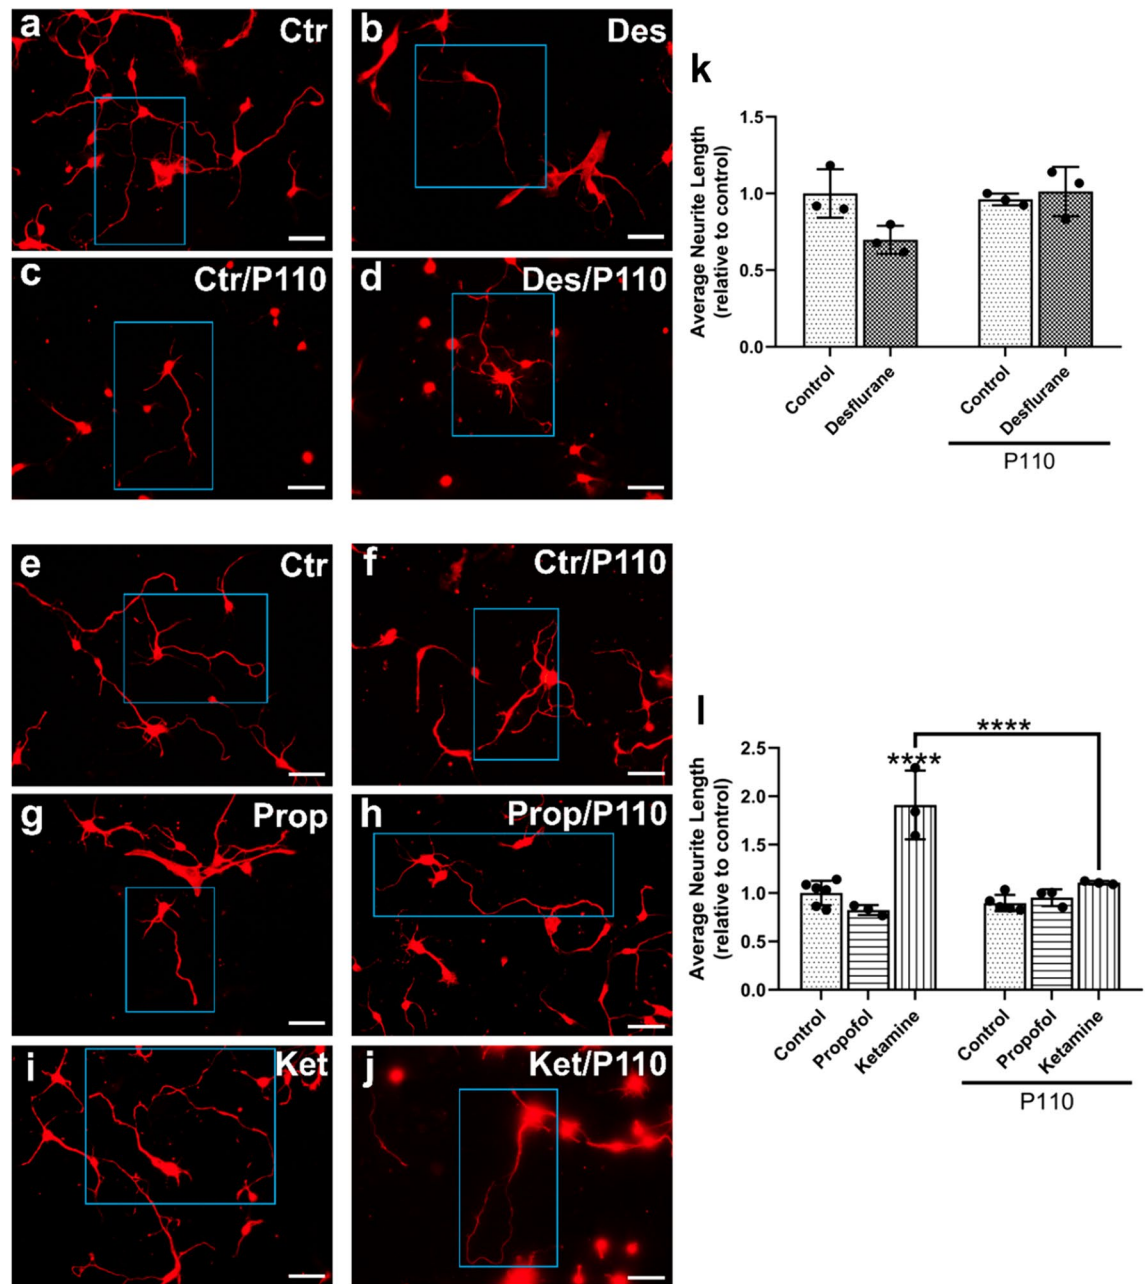 a
Ctr
b
Des
c
Ctr/P110
d
Des/P110
k
Average Neurite Length
(relative to control)
1.5
1.0
0.5
0.0
Control
Desflurane
Control
Desflurane
P110
e
Ctr
f
Ctr/P110
g
Prop
h
Prop/P110
i
Ket
j
Ket/P110
l
Average Neurite Length
(relative to control)
2.5
2.0
1.5
1.0
0.5
0.0
****
****
Control
Propofol
Ketamine
Control
Propofol
Ketamine
P110